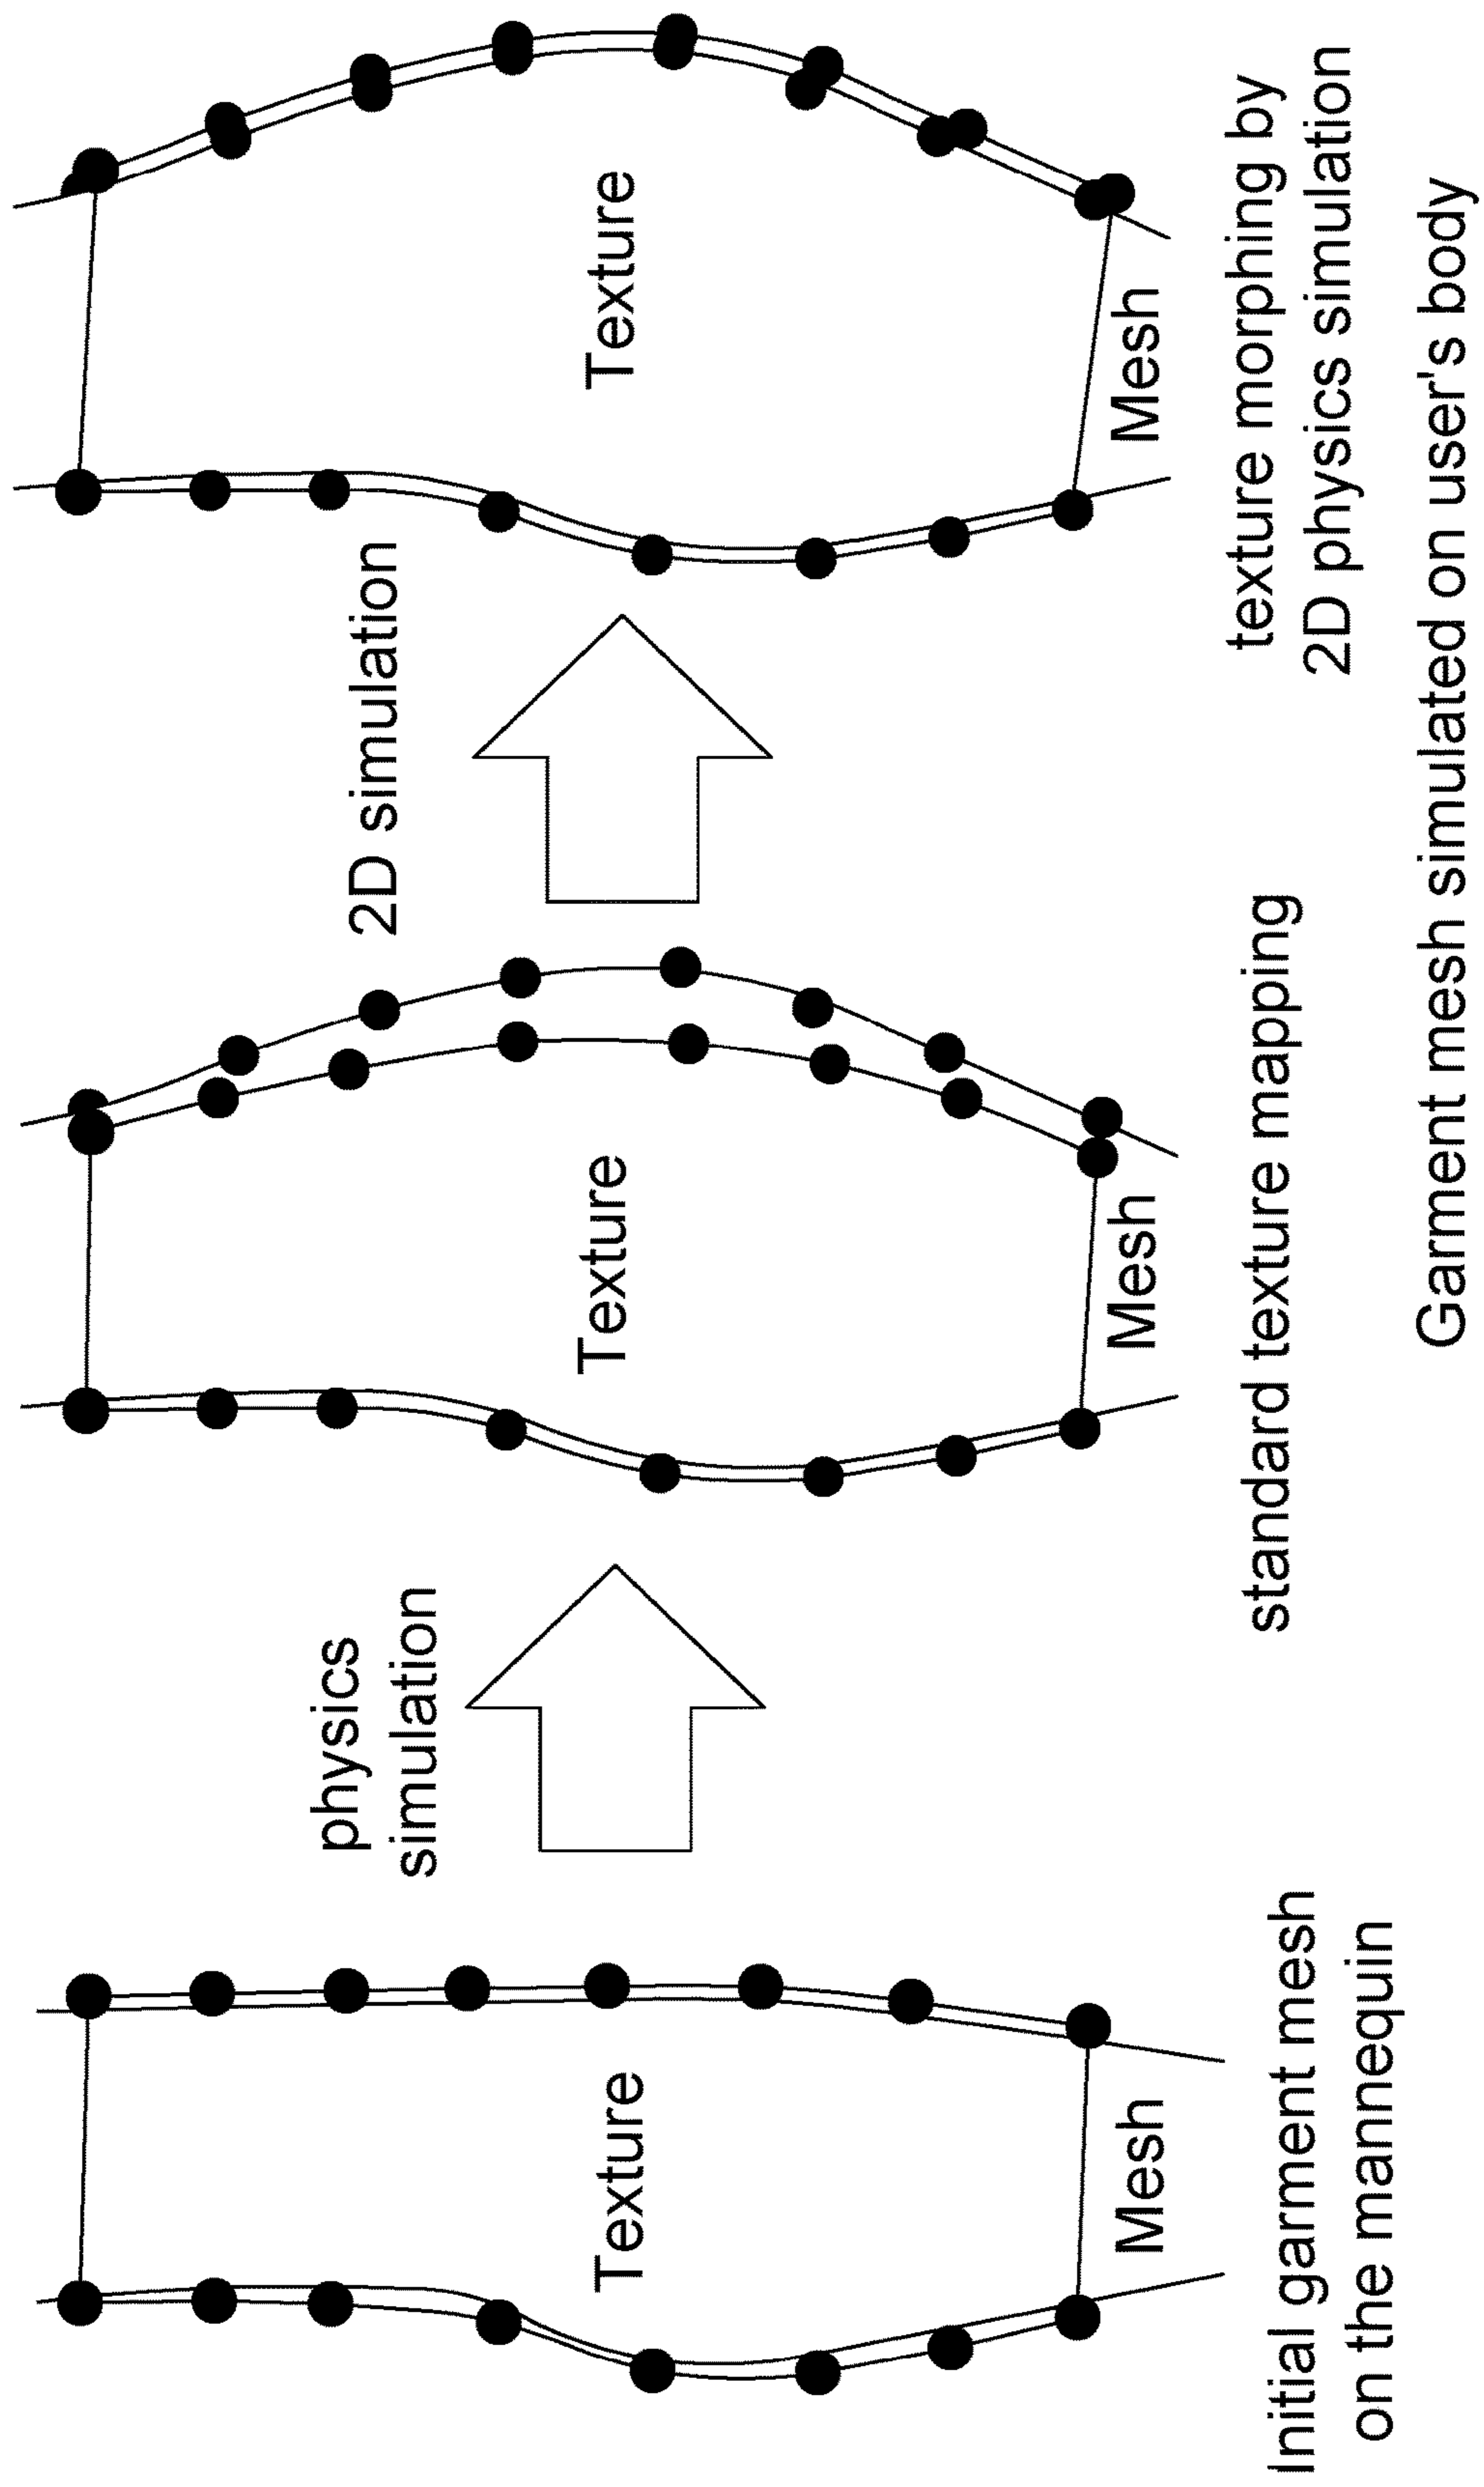 physics
simulation
2D simulation
Texture
Texture
Texture
Mesh
Mesh
Mesh
Initial garment mesh
on the mannequin
standard texture mapping
texture morphing by
2D physics simulation
Garment mesh simulated on user's body